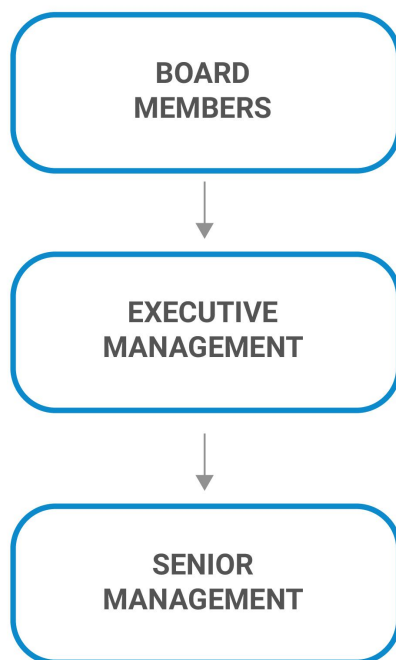 BOARD
MEMBERS
EXECUTIVE
MANAGEMENT
SENIOR
MANAGEMENT